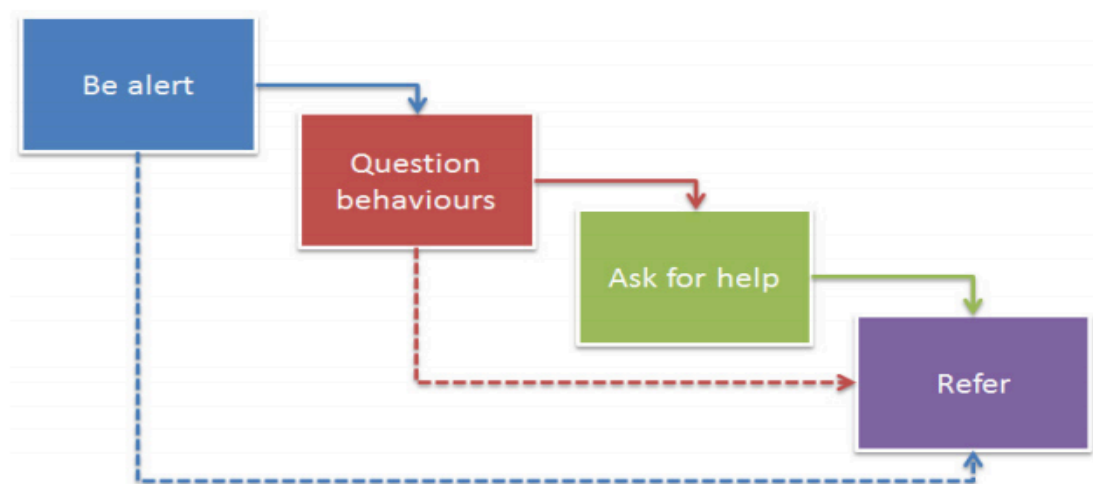 Be alert
Question
behaviours
Ask for help
Refer